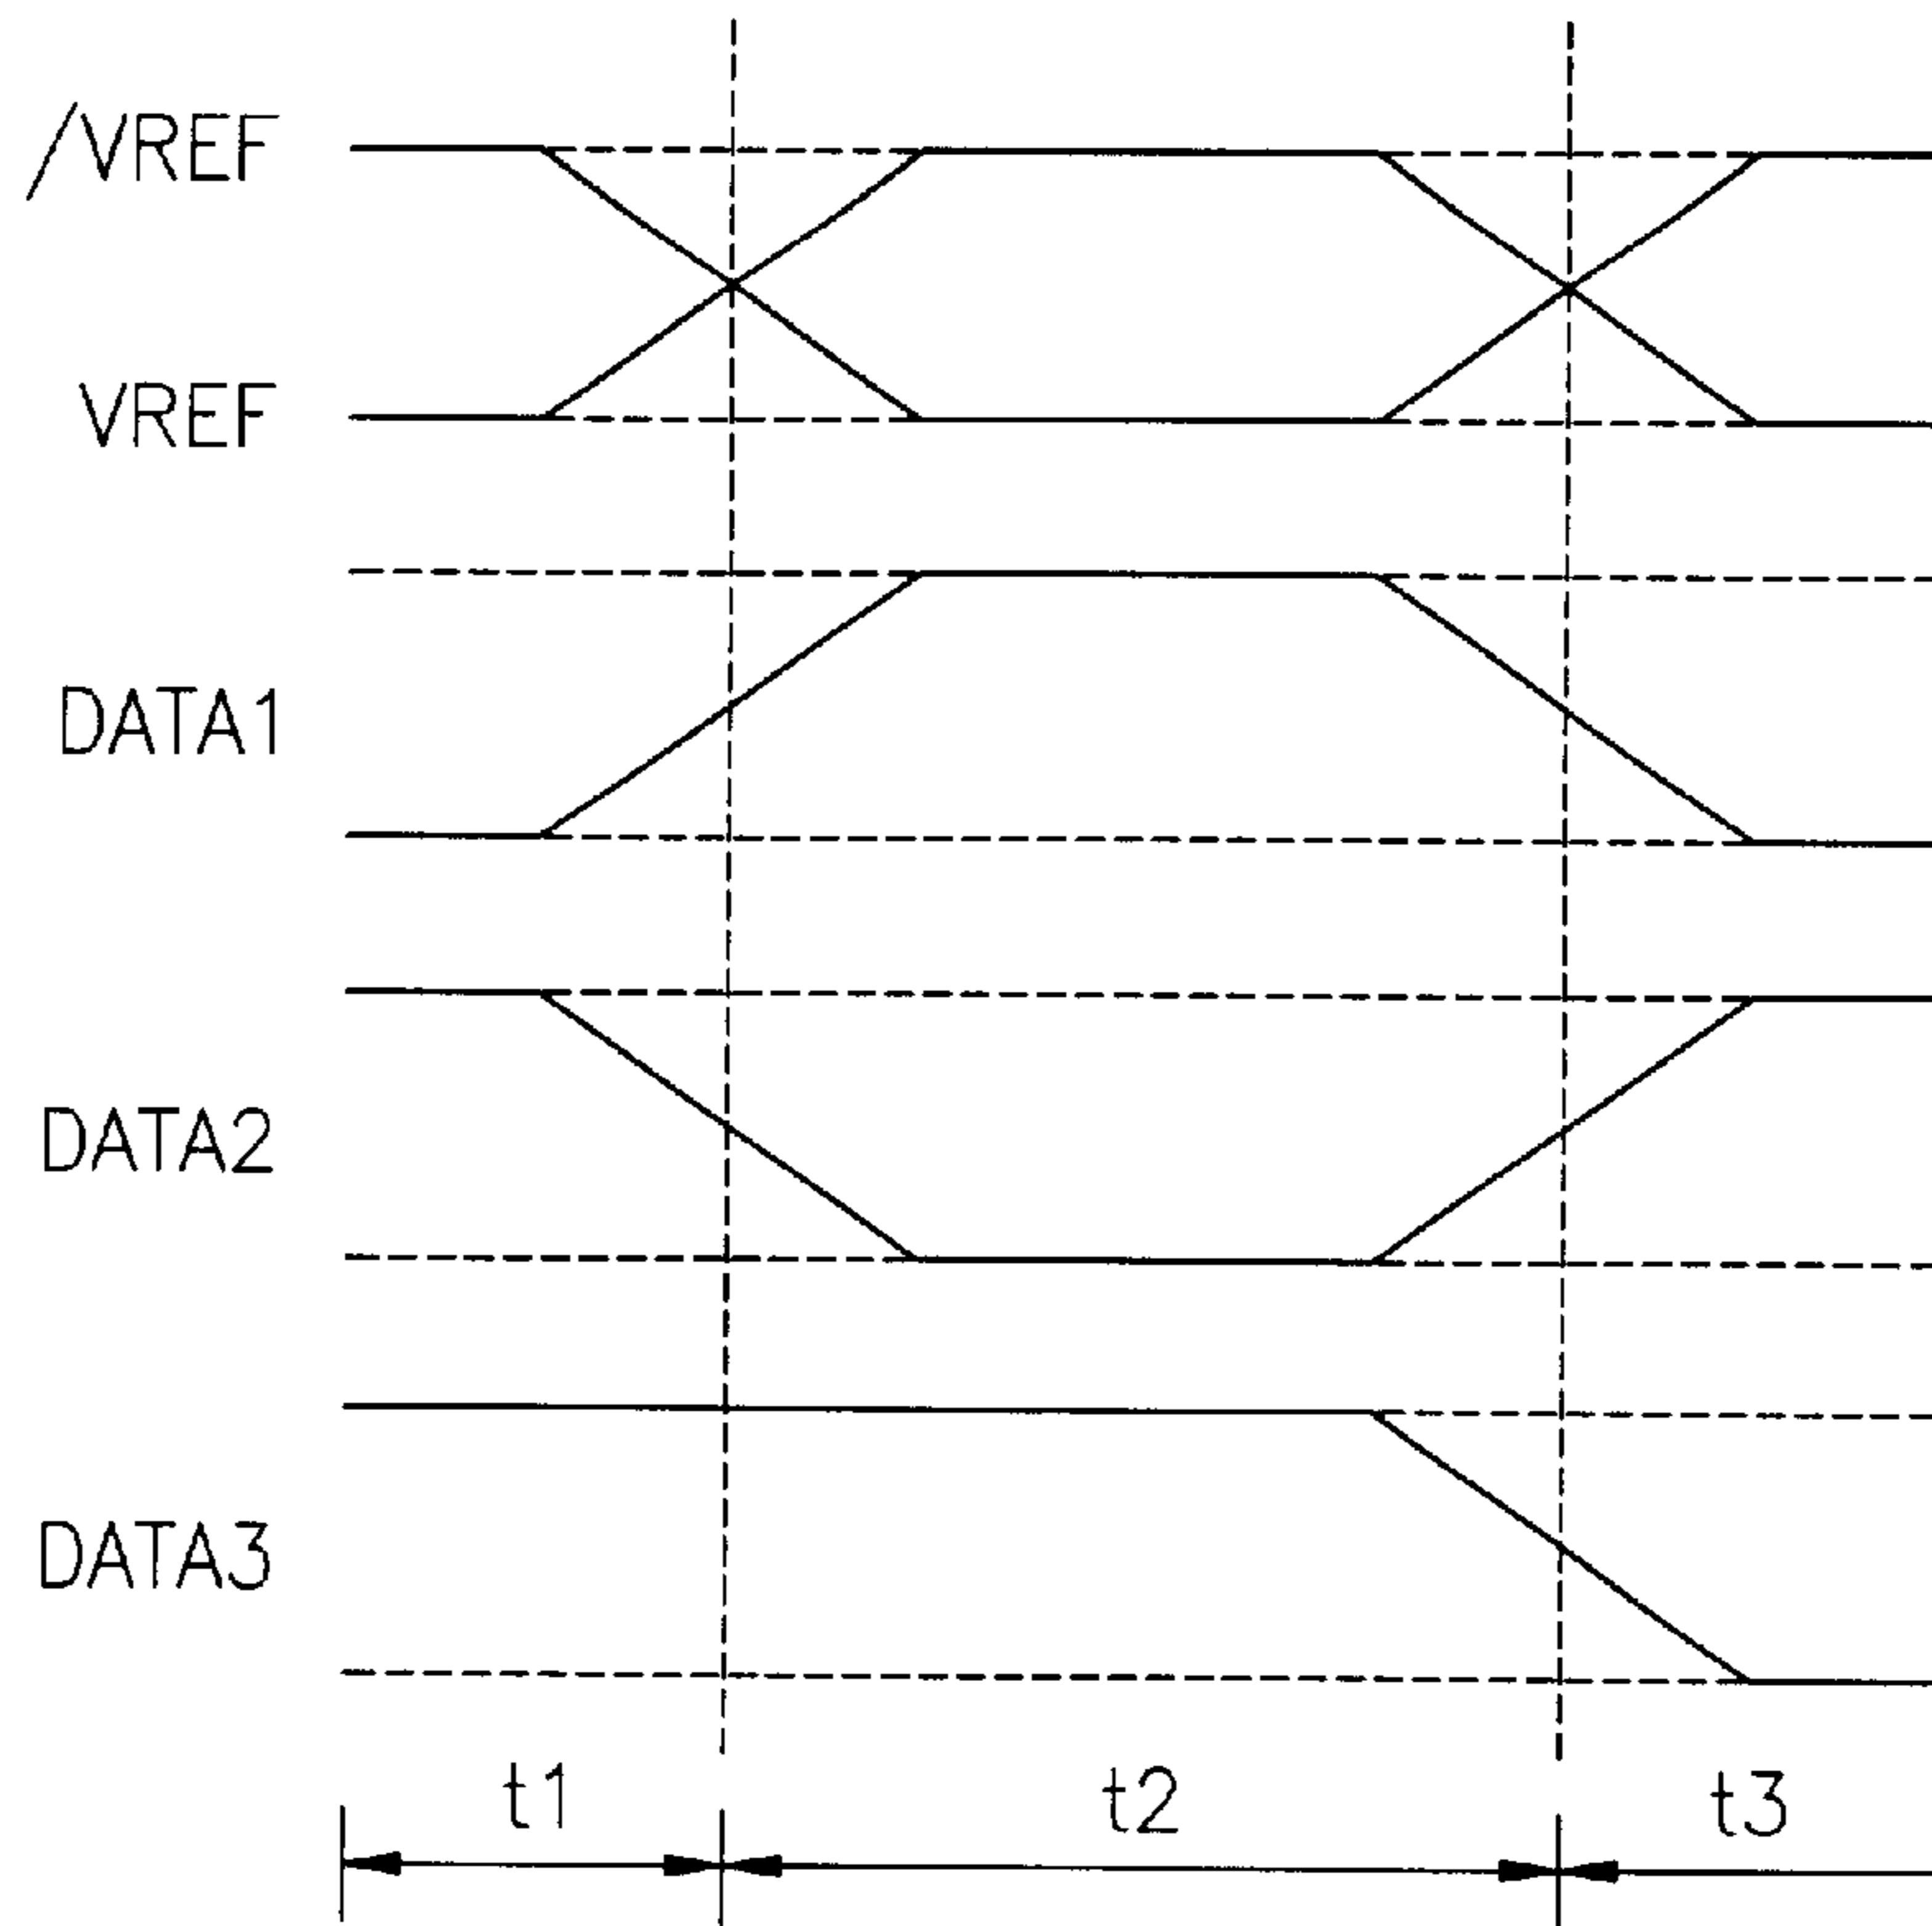 /VREF
VREF
DATA1
DATA2
DATA3
t1 t2 t3